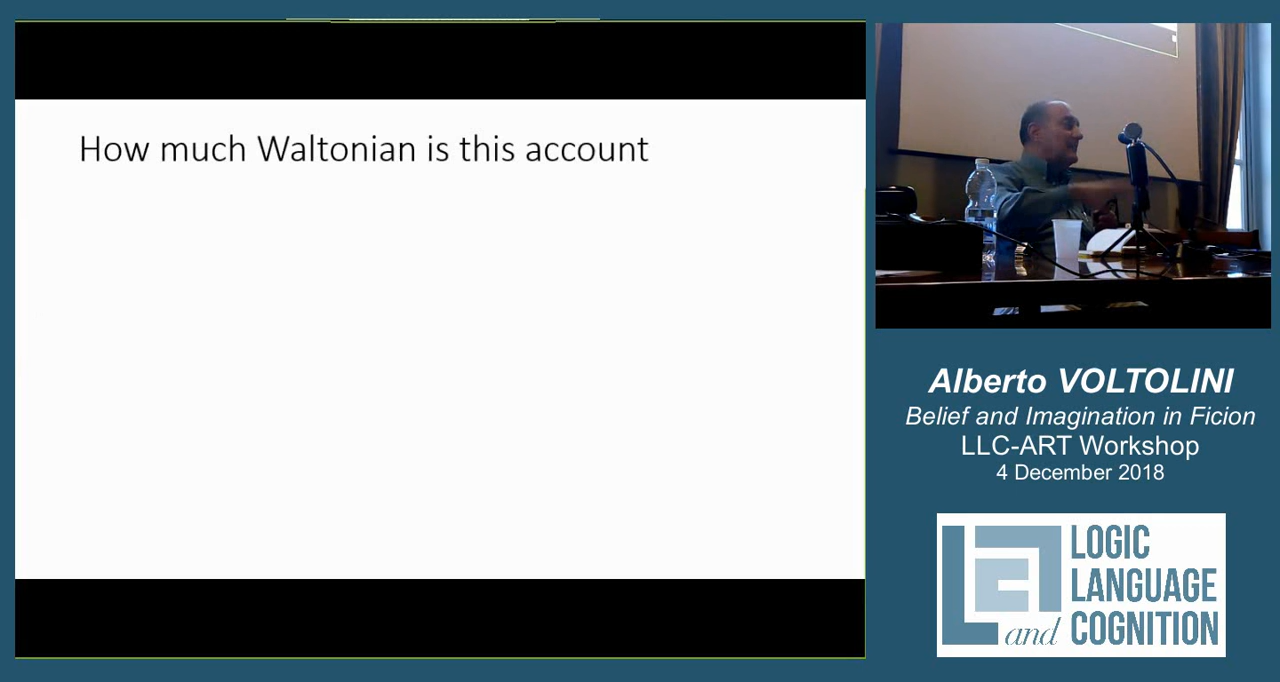 How much Waltonian is this account
Alberto VOLTOLINI
Belief and Imagination in Ficion
LLC-ART Workshop
4 December 2018
LOGIC
LANGUAGE
and COGNITION